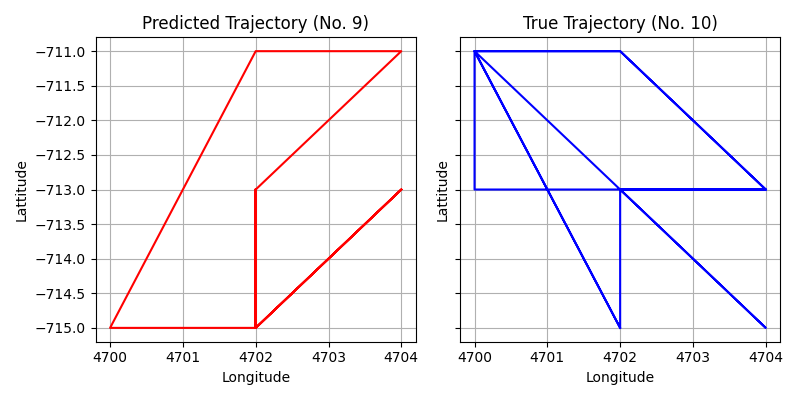 Predicted Trajectory (No. 9)
True Trajectory (No. 10)
−711.0
−711.5
−712.0
−712.5
−713.0
−713.5
−714.0
−714.5
−715.0
Lattitude
Lattitude
4700 4701 4702 4703 4704
4700 4701 4702 4703 4704
Longitude
Longitude